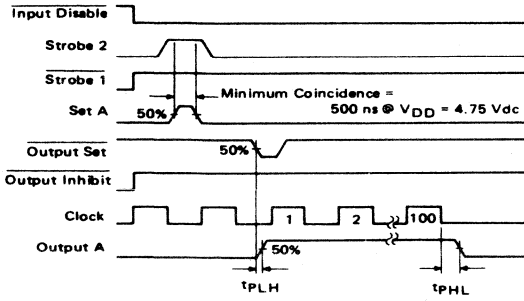 Input Disable
Strobe 2
Strobe 1
Minimum Coincidence =
500 ns @ VDD = 4.75 Vdc
Set A
50%
Output Set
50%
Output Inhibit
Clock
1
2
100
Output A
50%
tPLH
tPHL